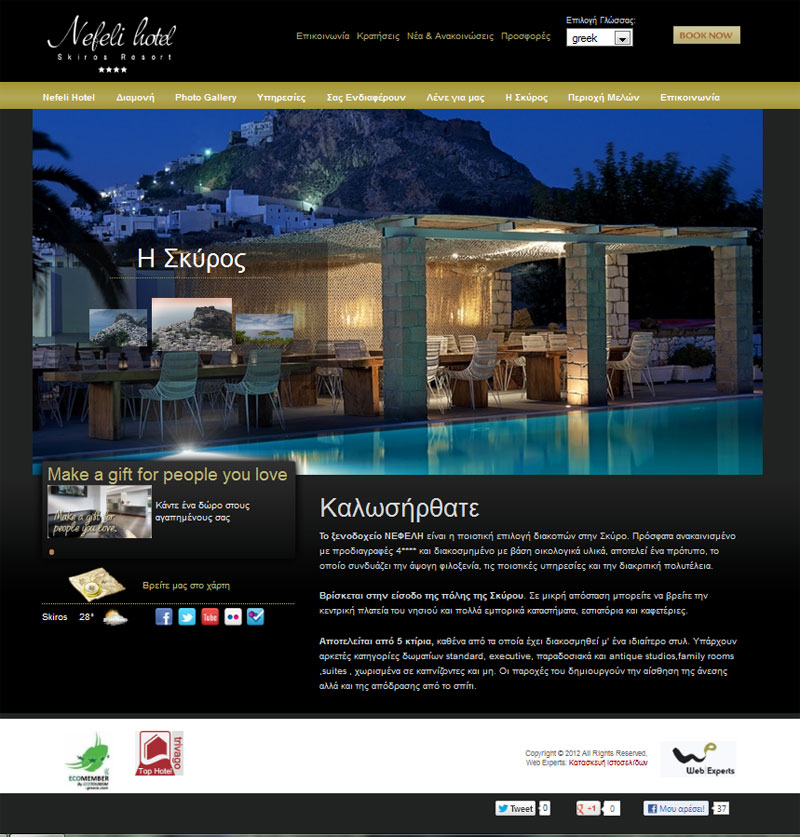 Nefeli hotel
Skiros Resort
Επικοινωνία Κρατήσεις Νέα & Ανακοινώσεις Προσφορές
Επιλογή Γλώσσας:
greek
BOOK NOW
Nefeli Hotel Διαμονή Photo Gallery Υπηρεσίες Σας Ενδιαφέρουν Λένε για μας Η Σκύρος Περιοχή Μελών Επικοινωνία
Η Σκύρος
Make a gift for people you love
Make a gift for
people you love
Κάντε ένα δώρο στους
αγαπημένους σας
Βρείτε μας στο χάρτη
Skiros 28°
You
Tube
Καλωσήρθατε
Το ξενοδοχείο ΝΕΦΕΛΗ είναι η ποιοτική επιλογή διακοπών στην Σκύρο. Πρόσφατα ανακαινισμένο
με προδιαγραφές 4**** και διακοσμημένο με βάση οικολογικά υλικά, αποτελεί ένα πρότυπο, το
οποίο συνδυάζει την άψογη φιλοξενία, τις ποιοτικές υπηρεσίες και την διακριτική πολυτέλεια.
Βρίσκεται στην είσοδο της πόλης της Σκύρου. Σε μικρή απόσταση μπορείτε να βρείτε την
κεντρική πλατεία του νησιού και πολλά εμπορικά καταστήματα, εστιατόρια και καφετέριες.
Αποτελείται από 5 κτίρια, καθένα από τα οποία έχει διακοσμηθεί μ' ένα ιδιαίτερο στυλ. Υπάρχουν
αρκετές κατηγορίες δωματίων standard, executive, παραδοσιακά και antique studios,family rooms
,suites , χωρισμένα σε καπνίζοντες και μη. Οι παροχές του δημιουργούν την αίσθηση της άνεσης
αλλά και της απόδρασης από το σπίτι.
ECOMEMBER
trivago
Top Hotel
Copyright © 2012 All Rights Reserved,
Web Experts: Κατασκευή Ιστοσελίδων
Web Experts
Tweet 0
+1 0
Μου αρέσει! 37